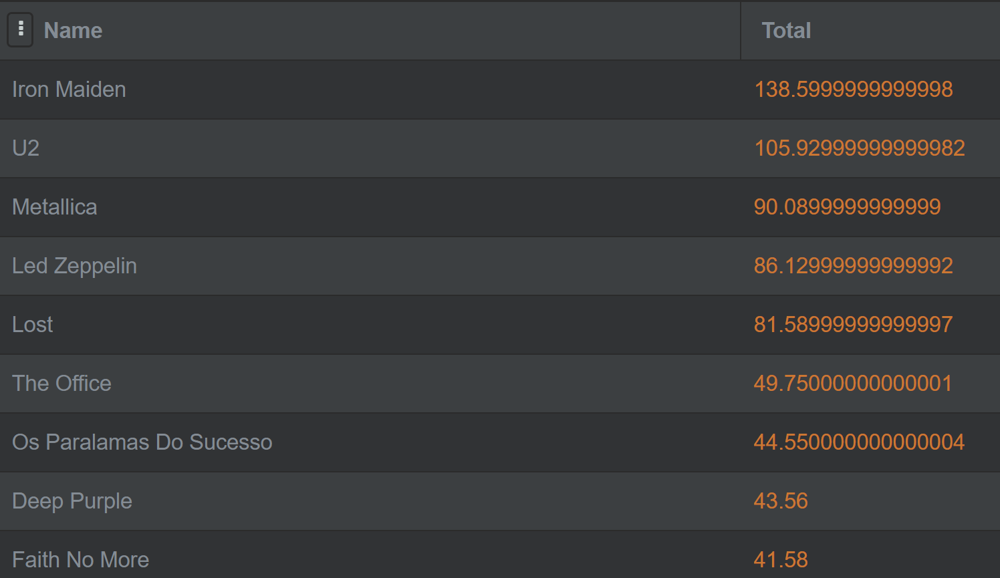 Name Total
Iron Maiden 138.5999999999998
U2 105.92999999999982
Metallica 90.0899999999999
Led Zeppelin 86.12999999999992
Lost 81.58999999999997
The Office 49.75000000000001
Os Paralamas Do Sucesso 44.550000000000004
Deep Purple 43.56
Faith No More 41.58